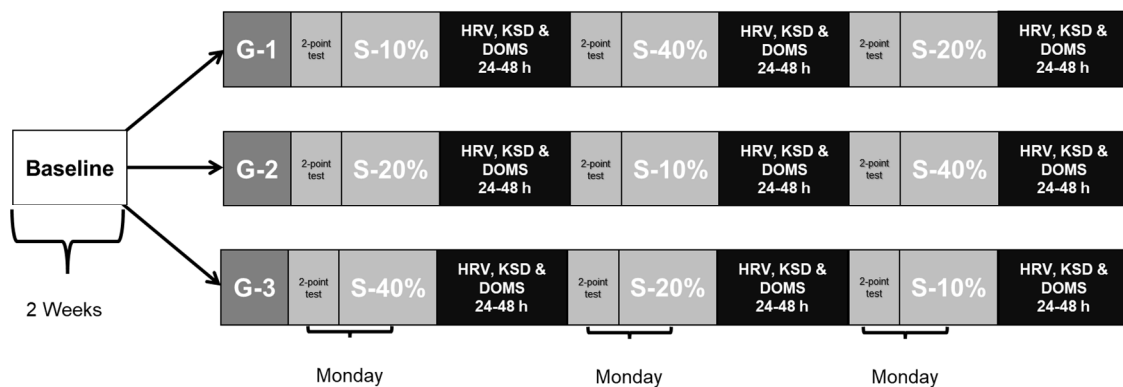 G-1
2-point
test
S-10%
HRV, KSD &
DOMS
24-48 h
2-point
test
S-40%
HRV, KSD &
DOMS
24-48 h
2-point
test
S-20%
HRV, KSD &
DOMS
24-48 h
Baseline
G-2
2-point
test
S-20%
HRV, KSD &
DOMS
24-48 h
2-point
test
S-10%
HRV, KSD &
DOMS
24-48 h
2-point
test
S-40%
HRV, KSD &
DOMS
24-48 h
G-3
2-point
test
S-40%
HRV, KSD &
DOMS
24-48 h
2-point
test
S-20%
HRV, KSD &
DOMS
24-48 h
2-point
test
S-10%
HRV, KSD &
DOMS
24-48 h
2 Weeks
Monday
Monday
Monday